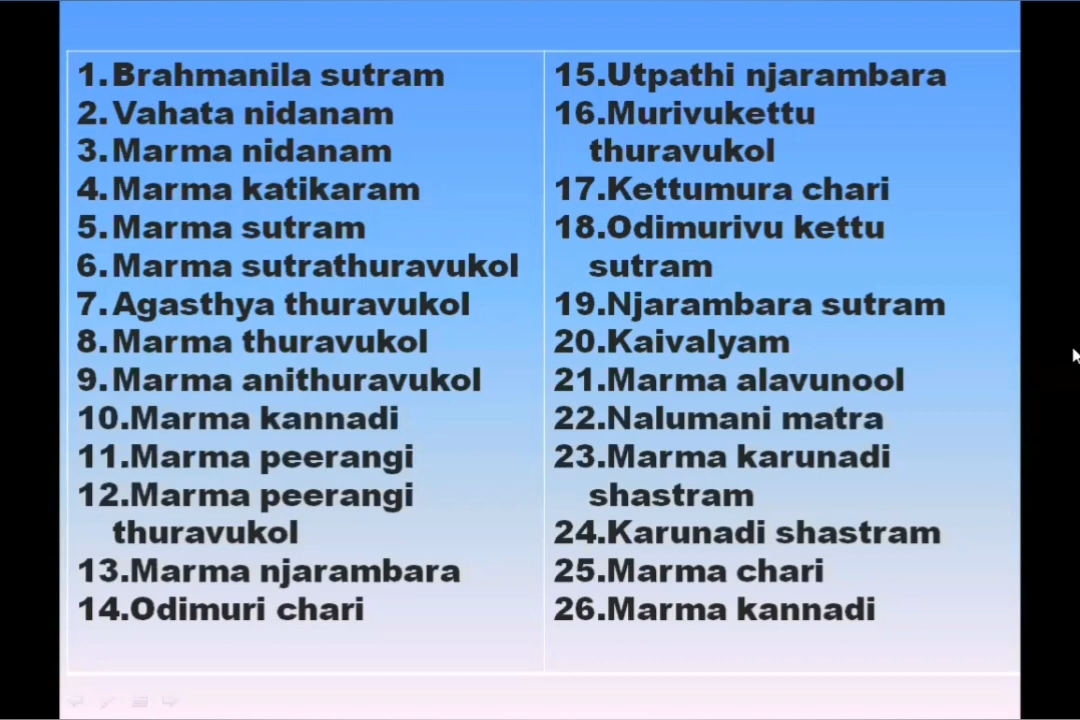 1. Brahmanila sutram
2. Vahata nidanam
3. Marma nidanam
4. Marma katikaram
5. Marma sutram
6. Marma sutrathuravukol
7. Agasthya thuravukol
8. Marma thuravukol
9. Marma anithuravukol
10.Marma kannadi
11.Marma peerangi
12.Marma peerangi
thuravukol
13.Marma njarambara
14.Odimuri chari
15.Utpathi njarambara
16.Murivukettu
thuravukol
17.Kettumura chari
18.Odimurivu kettu
sutram
19.Njarambara sutram
20.Kaivalyam
21.Marma alavunool
22.Nalumani matra
23.Marma karunadi
shastram
24.Karunadi shastram
25.Marma chari
26.Marma kannadi